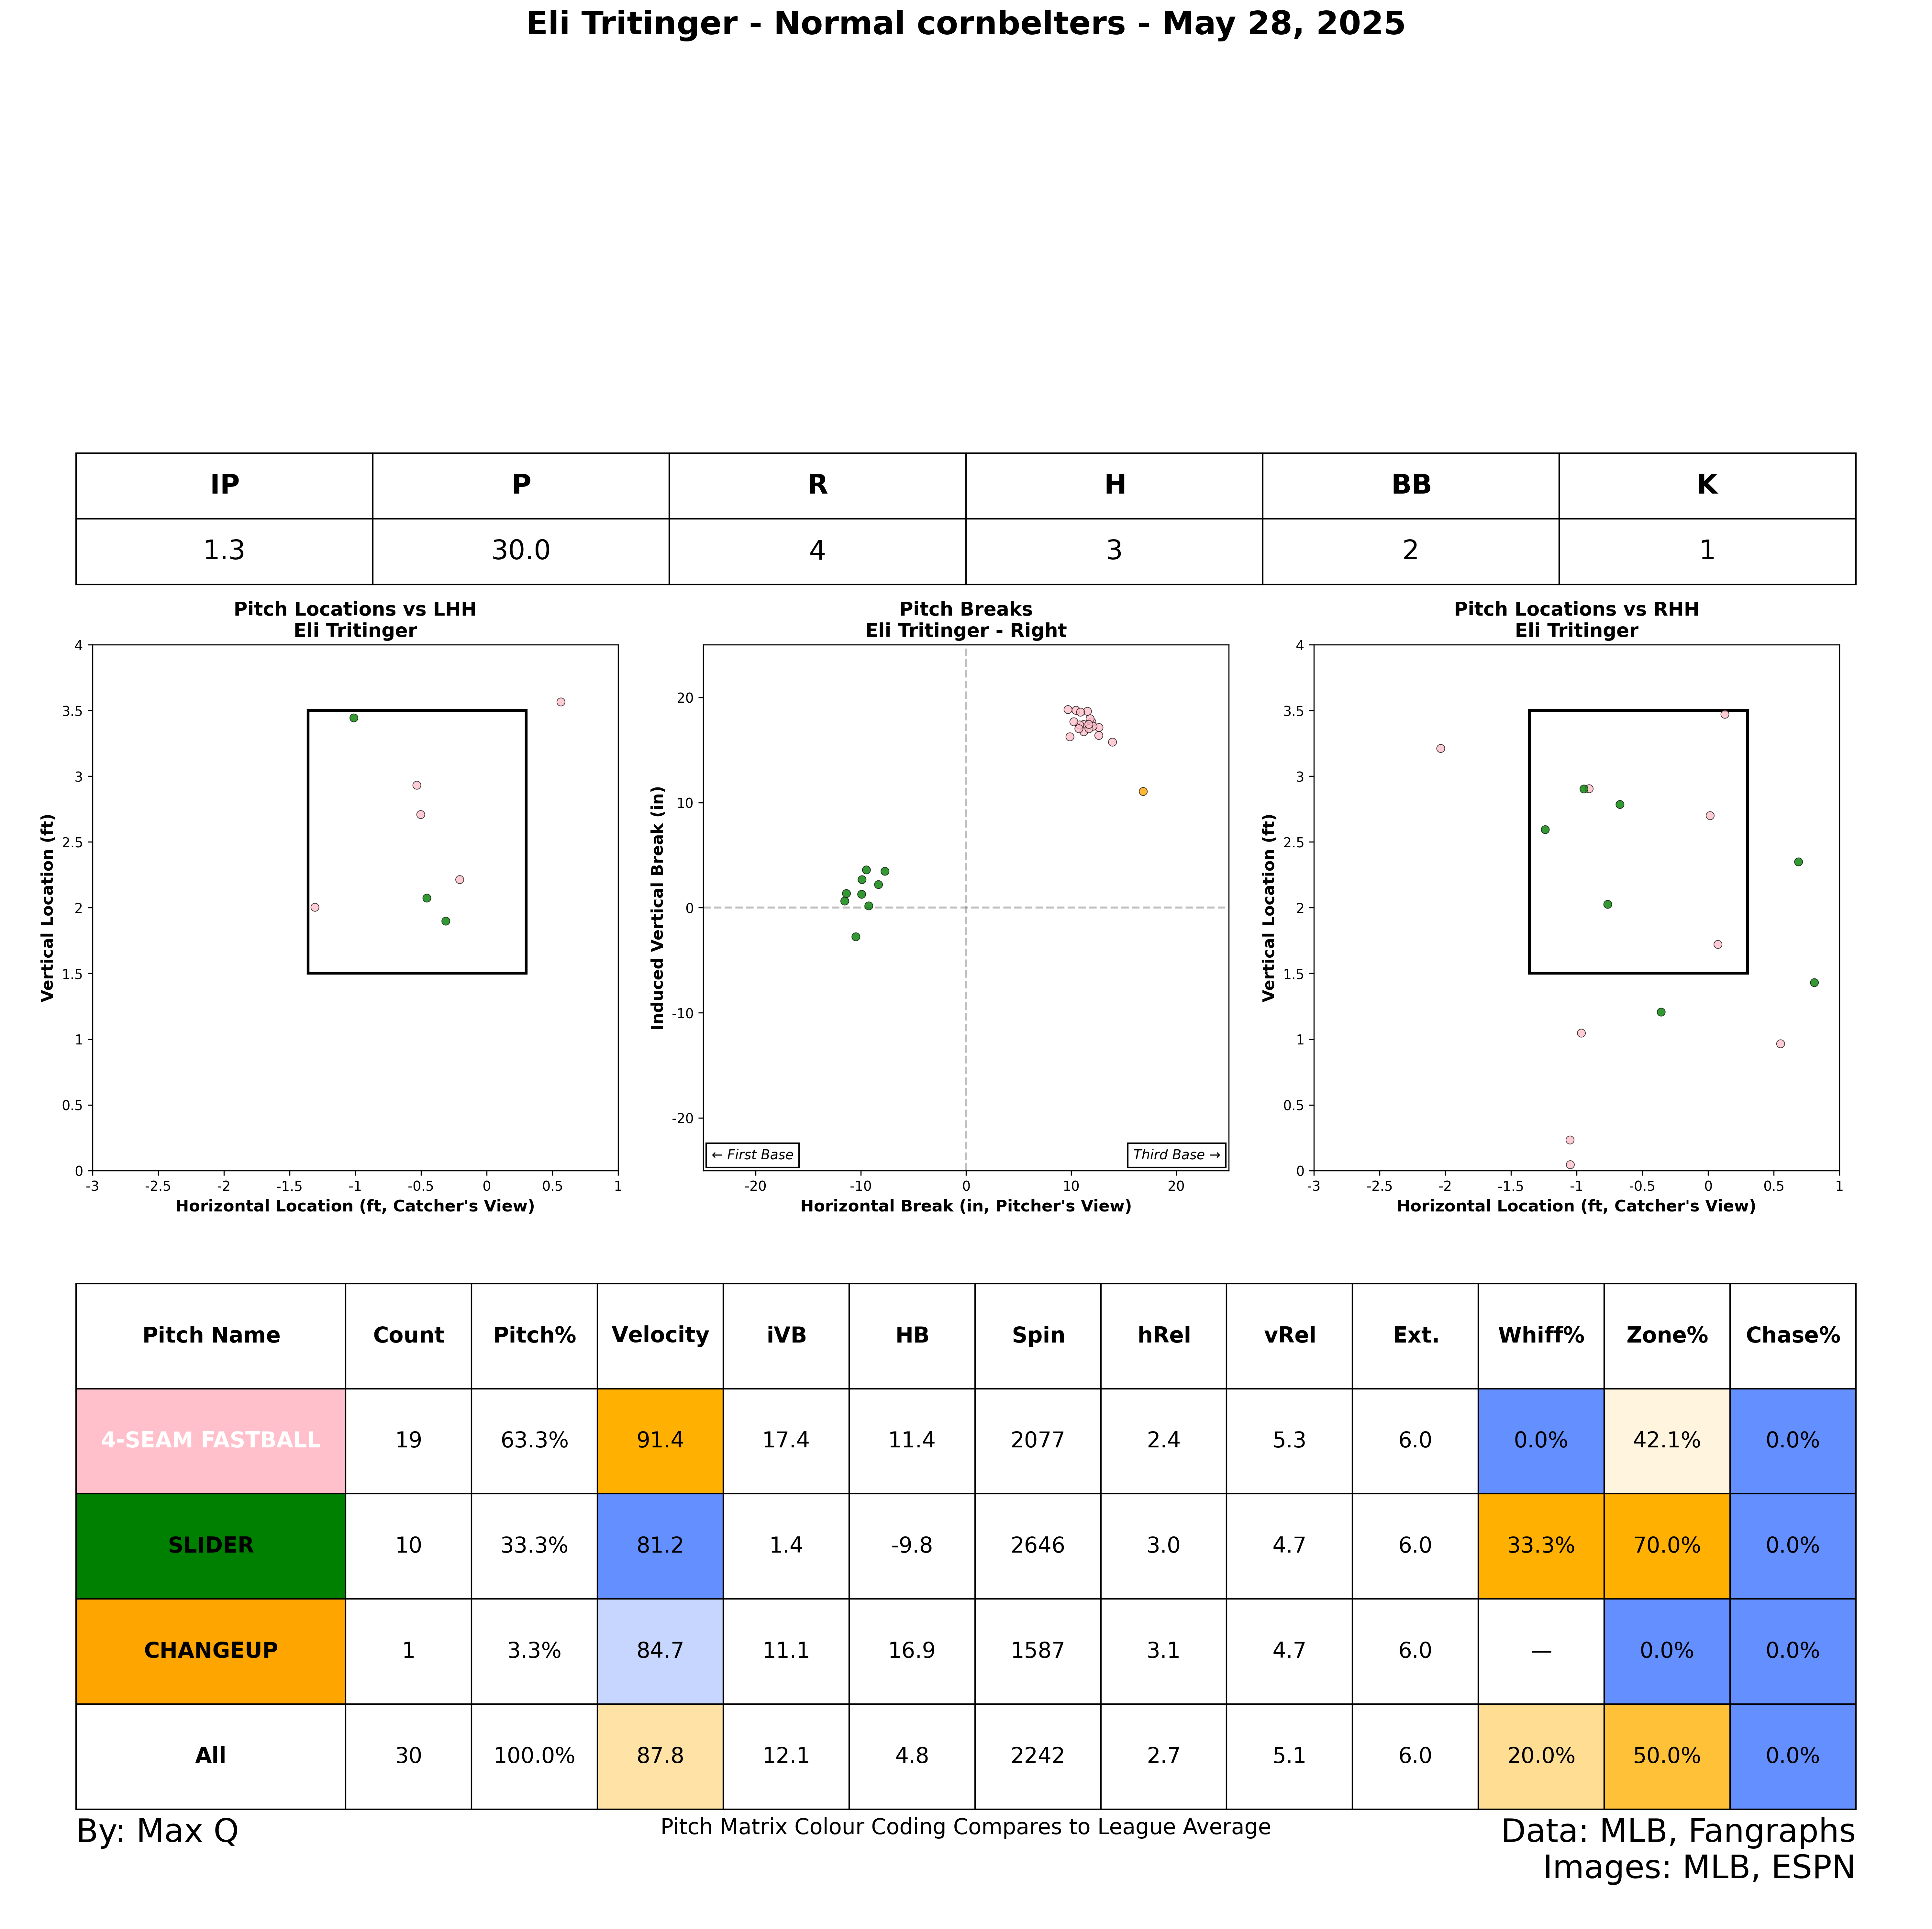 Eli Tritinger - Normal cornbelters - May 28, 2025
IP P R H BB K
1.3 30.0 4 3 2 1
Pitch Locations vs LHH
Eli Tritinger
4
3.5
3
2.5
2
1.5
1
0.5
0
-3 -2.5 -2 -1.5 -1 -0.5 0 0.5 1
Vertical Location (ft)
Horizontal Location (ft, Catcher's View)
Pitch Breaks
Eli Tritinger - Right
20
10
0
-10
-20
-20 -10 0 10 20
Induced Vertical Break (in)
← First Base
Third Base →
Horizontal Break (in, Pitcher's View)
Pitch Locations vs RHH
Eli Tritinger
4
3.5
3
2.5
2
1.5
1
0.5
0
-3 -2.5 -2 -1.5 -1 -0.5 0 0.5 1
Vertical Location (ft)
Horizontal Location (ft, Catcher's View)
Pitch Name Count Pitch% Velocity iVB HB Spin hRel vRel Ext. Whiff% Zone% Chase%
4-SEAM FASTBALL 19 63.3% 91.4 17.4 11.4 2077 2.4 5.3 6.0 0.0% 42.1% 0.0%
SLIDER 10 33.3% 81.2 1.4 -9.8 2646 3.0 4.7 6.0 33.3% 70.0% 0.0%
CHANGEUP 1 3.3% 84.7 11.1 16.9 1587 3.1 4.7 6.0 — 0.0% 0.0%
All 30 100.0% 87.8 12.1 4.8 2242 2.7 5.1 6.0 20.0% 50.0% 0.0%
By: Max Q
Pitch Matrix Colour Coding Compares to League Average
Data: MLB, Fangraphs
Images: MLB, ESPN